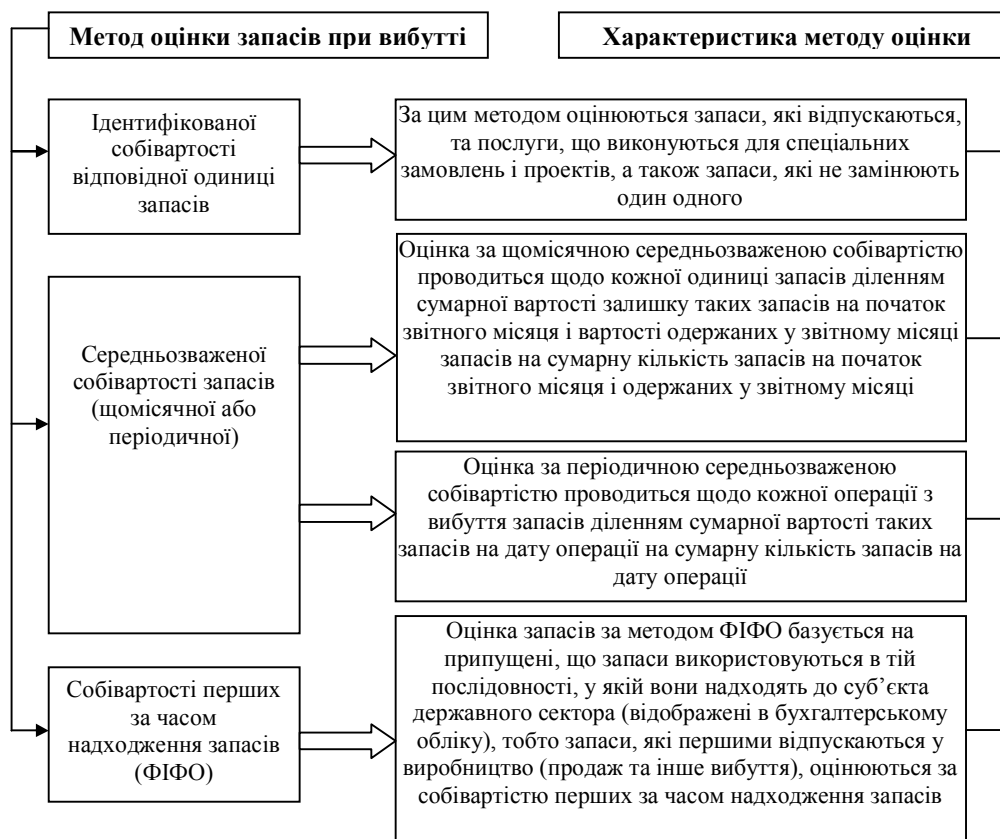 Метод оцінки запасів при вибутті
Характеристика методу оцінки
Ідентифікованої
собівартості
відповідної одиниці
запасів
За цим методом оцінюються запаси, які відпускаються,
та послуги, що виконуються для спеціальних
замовлень і проектів, а також запаси, які не замінюють
один одного
Середньозваженої
собівартості запасів
(щомісячної або
періодичної)
Оцінка за щомісячною середньозваженою собівартістю
проводиться щодо кожної одиниці запасів діленням
сумарної вартості залишку таких запасів на початок
звітного місяця і вартості одержаних у звітному місяці
запасів на сумарну кількість запасів на початок
звітного місяця і одержаних у звітному місяці
Оцінка за періодичною середньозваженою
собівартістю проводиться щодо кожної операції з
вибуття запасів діленням сумарної вартості таких
запасів на дату операції на сумарну кількість запасів на
дату операції
Собівартості перших
за часом
надходження запасів
(ФІФО)
Оцінка запасів за методом ФІФО базується на
припущені, що запаси використовуються в тій
послідовності, у якій вони надходять до суб’єкта
державного сектора (відображені в бухгалтерському
обліку), тобто запаси, які першими відпускаються у
виробництво (продаж та інше вибуття), оцінюються за
собівартістю перших за часом надходження запасів